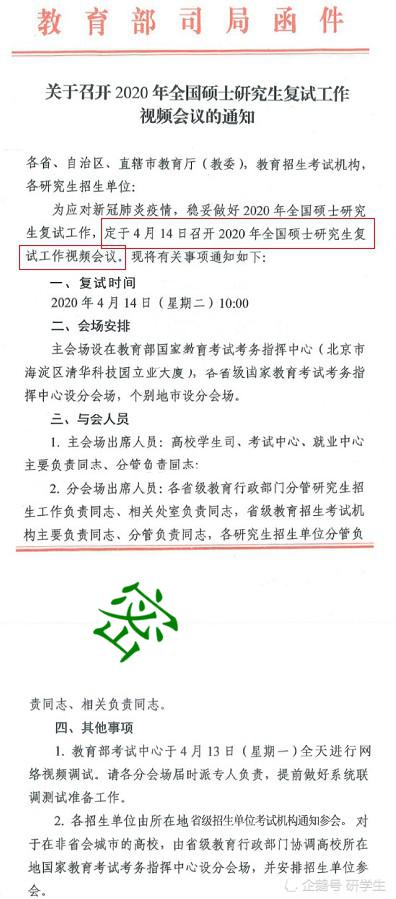 教育部司局函件
关于召开2020年全国硕士研究生复试工作
视频会议的通知
各省、自治区、直辖市教育厅（教委），教育招生考试机构，
各研究生招生单位：
为应对新冠肺炎疫情，稳妥做好2020年全国硕士研究
生复试工作，定于4月14日召开2020年全国硕士研究生复
试工作视频会议。现将有关事项通知如下：
一、复试时间
2020年4月14日（星期二）10:00
二、会场安排
主会场设在教育部国家教育考试考务指挥中心（北京市
海淀区清华科技园立业大厦），各省级国家教育考试考务指
挥中心设分会场，个别地市设分会场。
三、与会人员
1. 主会场出席人员：高校学生司、考试中心、就业中心
主要负责同志、分管负责同志；
2. 分会场出席人员：各省级教育行政部门分管研究生招
生工作负责同志、相关处室负责同志，省级教育招生考试机
构主要负责同志、分管负责同志，各研究生招生单位分管负
密
责同志、相关负责同志。
四、其他事项
1. 教育部考试中心于4月13日（星期一）全天进行网
络视频调试。请各分会场届时派专人负责，提前做好系统联
调测试准备工作。
2. 各招生单位由所在地省级招生单位考试机构通知参会。对
于在非省会城市的高校，由省级教育行政部门协调高校所在
地国家教育考试考务指挥中心设分会场，并安排招生单位参
会。
企鹅号 研学生